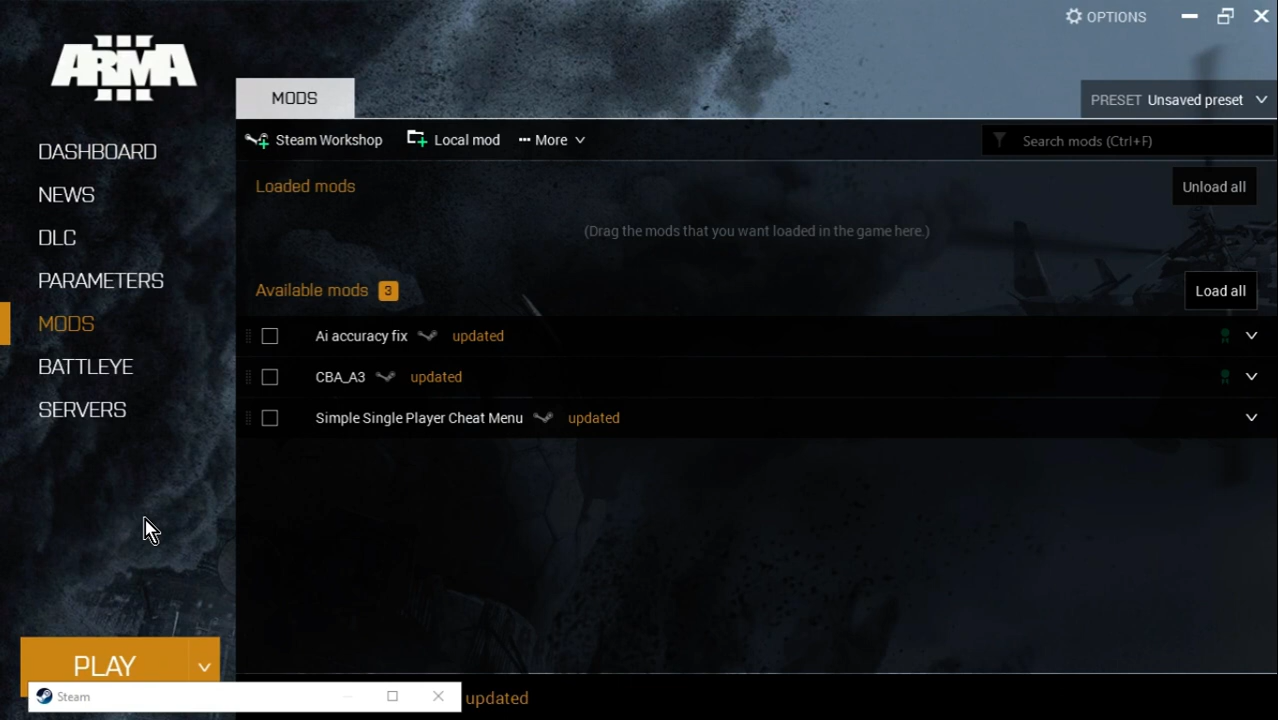 OPTIONS
ARMA III
MODS
PRESET Unsaved preset
Steam Workshop
Local mod
··· More
Search mods (Ctrl+F)
DASHBOARD
NEWS
DLC
PARAMETERS
MODS
BATTLEYE
SERVERS
Loaded mods
Unload all
(Drag the mods that you want loaded in the game here.)
Available mods 3
Load all
Ai accuracy fix updated
CBA_A3 updated
Simple Single Player Cheat Menu updated
PLAY
Steam
updated